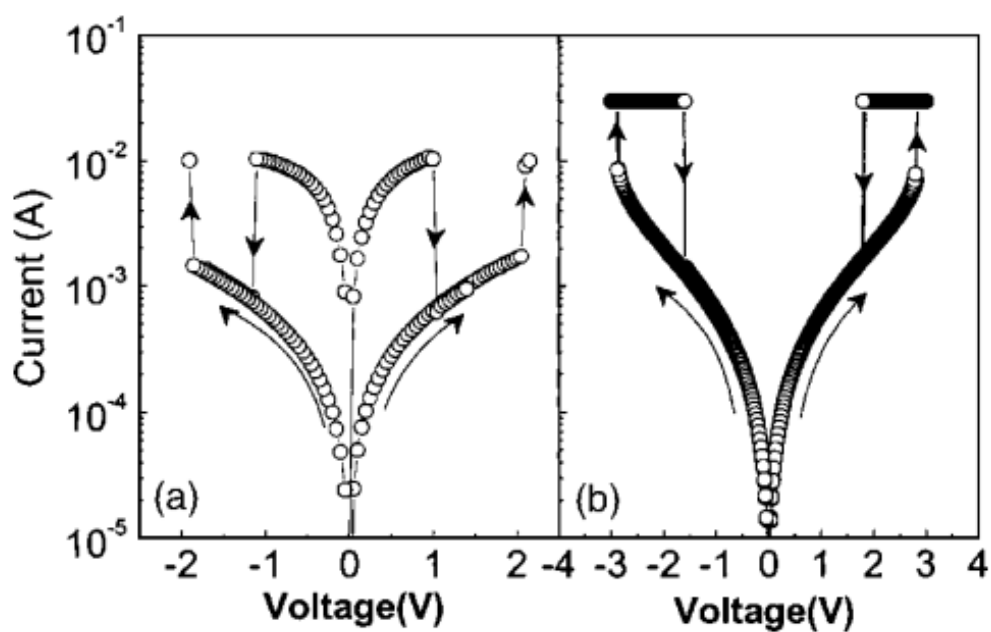 10⁻¹
10⁻²
10⁻³
10⁻⁴
10⁻⁵
Current (A)
(a)
(b)
-2 -1 0 1 2 -4 -3 -2 -1 0 1 2 3 4
Voltage(V) Voltage(V)